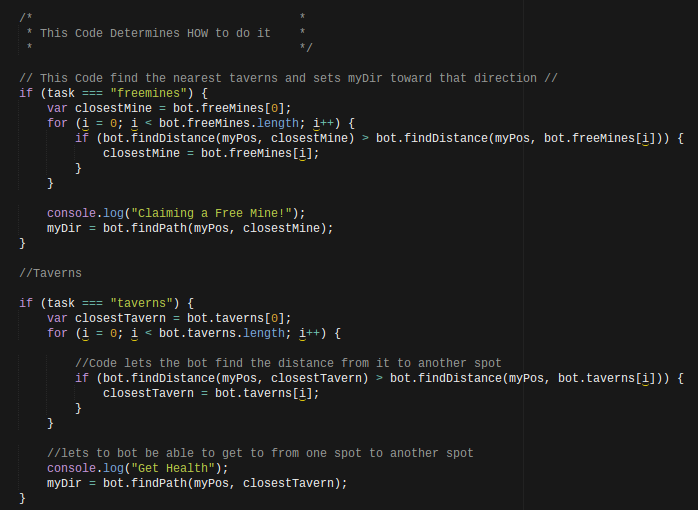 /*                                      *
 * This Code Determines HOW to do it    *
 *                                      */

// This Code find the nearest taverns and sets myDir toward that direction //
if (task === "freemines") {
    var closestMine = bot.freeMines[0];
    for (i = 0; i < bot.freeMines.length; i++) {
        if (bot.findDistance(myPos, closestMine) > bot.findDistance(myPos, bot.freeMines[i])) {
            closestMine = bot.freeMines[i];
        }
    }

    console.log("Claiming a Free Mine!");
    myDir = bot.findPath(myPos, closestMine);
}

//Taverns

if (task === "taverns") {
    var closestTavern = bot.taverns[0];
    for (i = 0; i < bot.taverns.length; i++) {

        //Code lets the bot find the distance from it to another spot
        if (bot.findDistance(myPos, closestTavern) > bot.findDistance(myPos, bot.taverns[i])) {
            closestTavern = bot.taverns[i];
        }
    }

    //lets to bot be able to get to from one spot to another spot
    console.log("Get Health");
    myDir = bot.findPath(myPos, closestTavern);
}